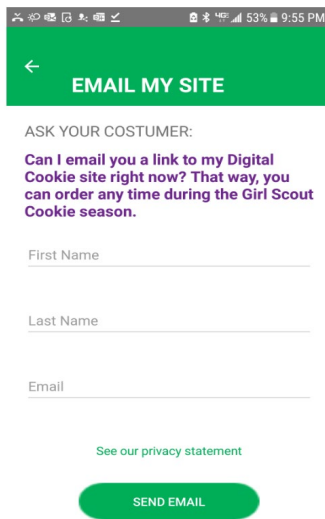 4G 53% 9:55 PM
EMAIL MY SITE
ASK YOUR COSTUMER:
Can I email you a link to my Digital
Cookie site right now? That way, you
can order any time during the Girl Scout
Cookie season.
First Name
Last Name
Email
See our privacy statement
SEND EMAIL